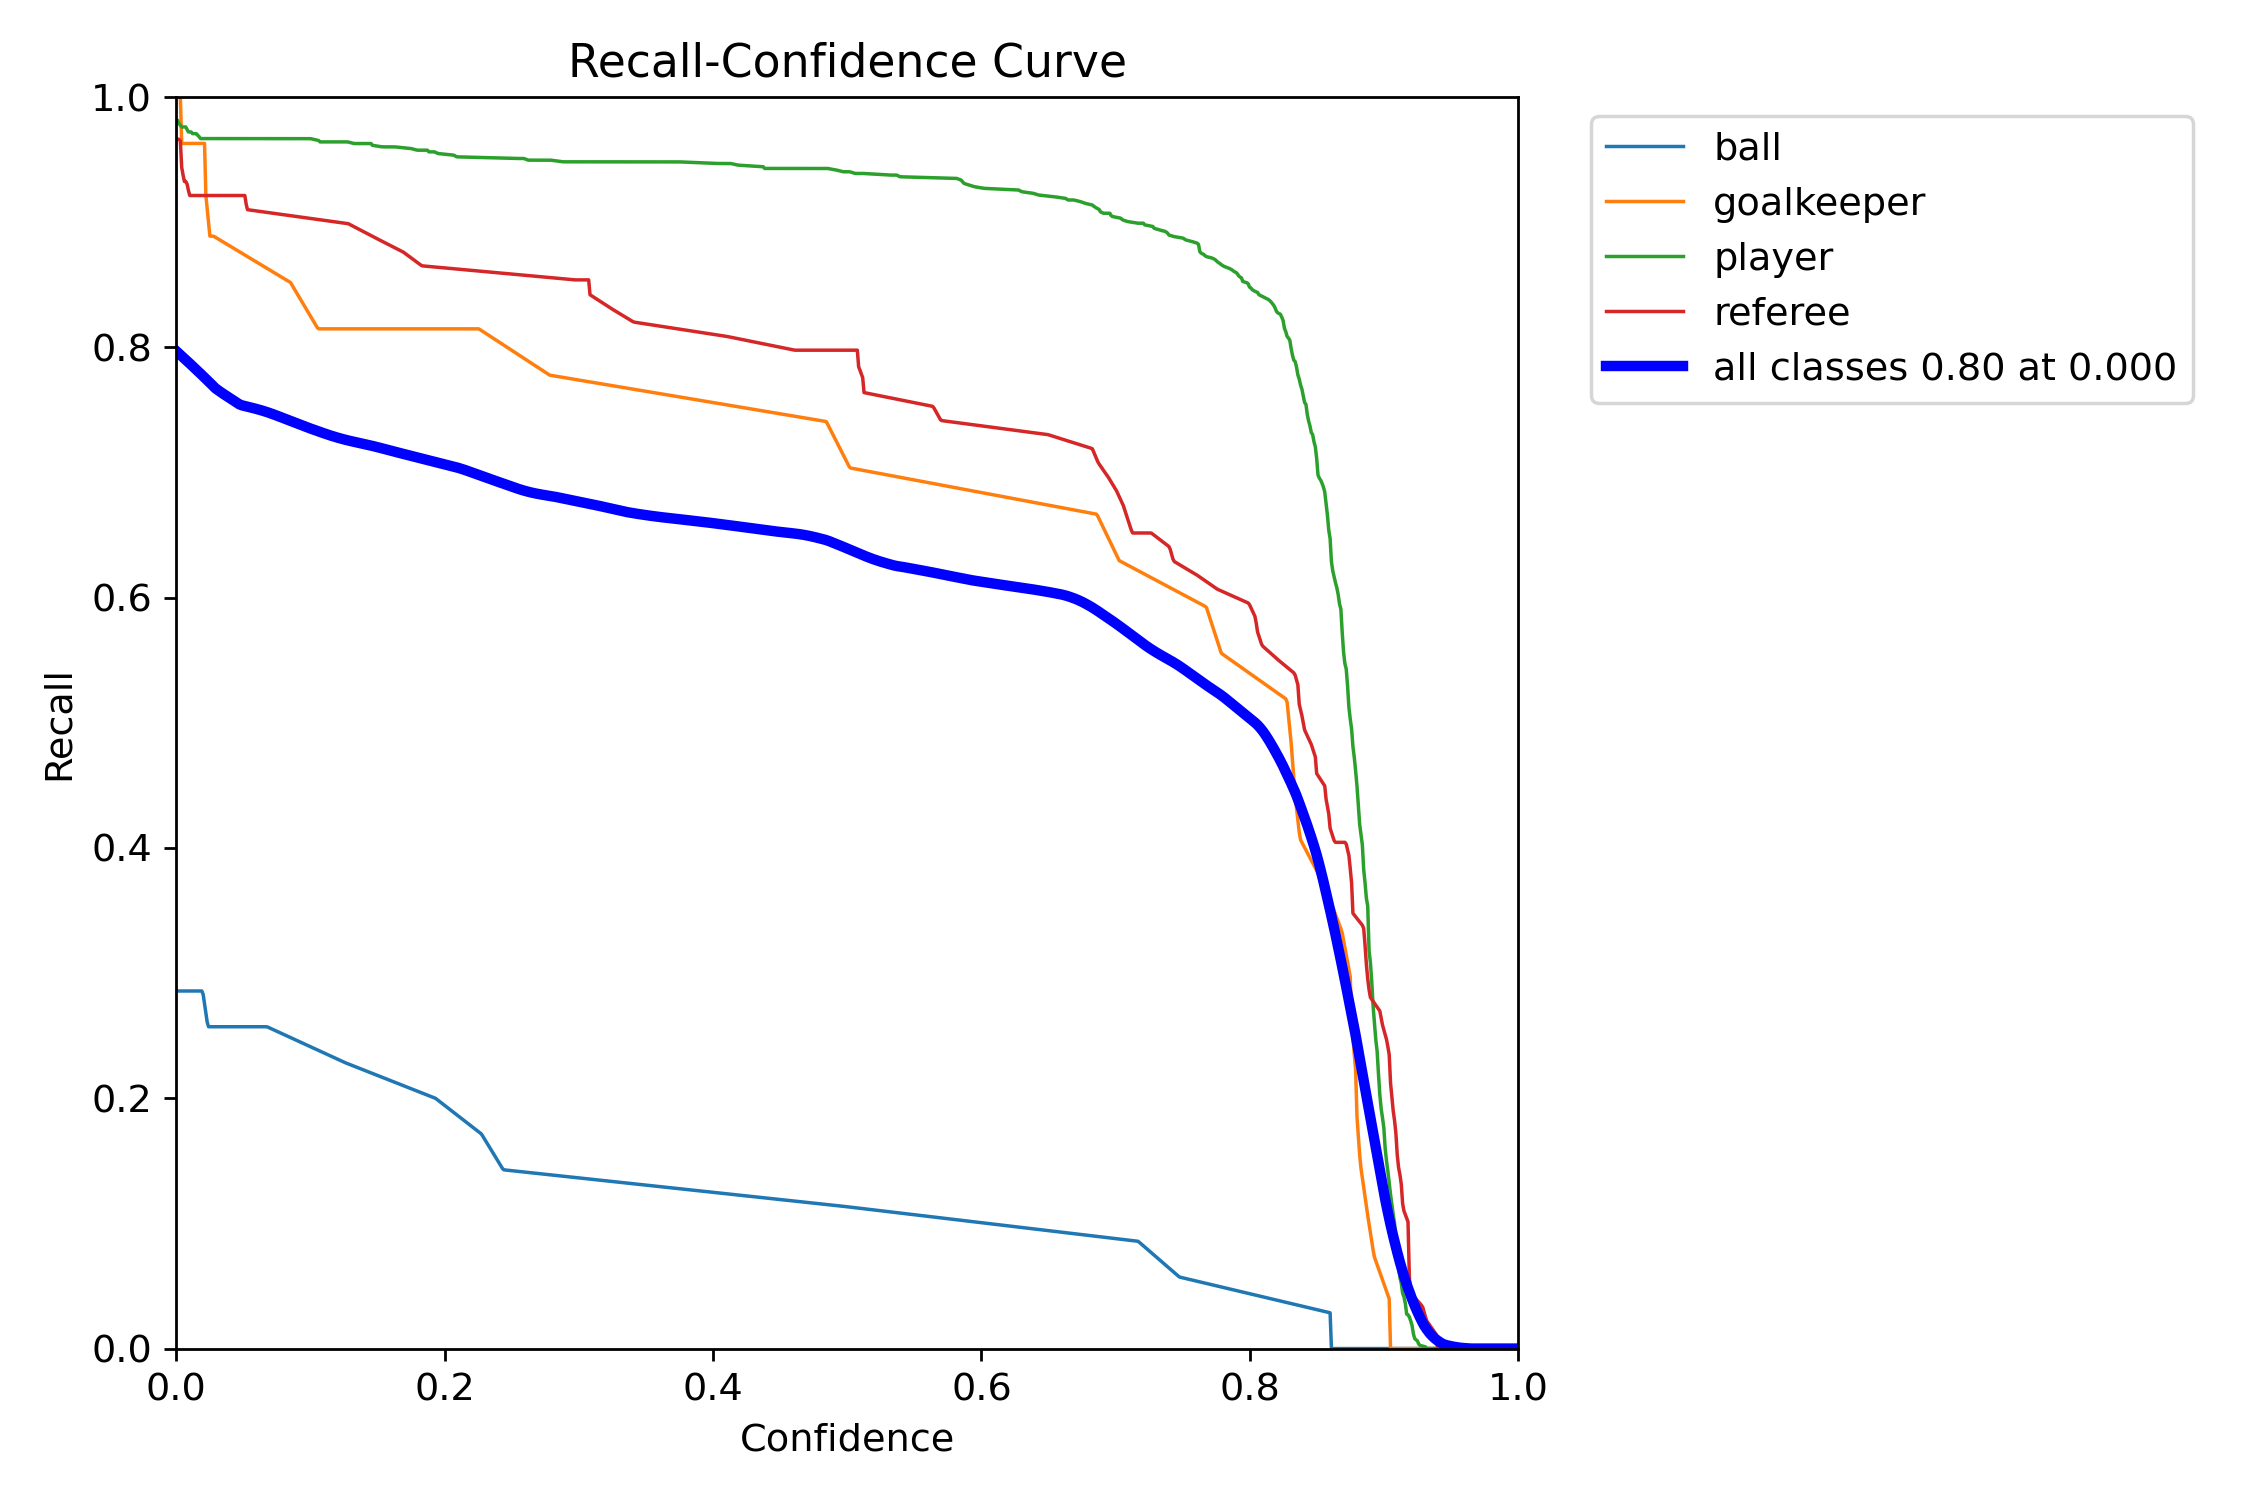 Recall-Confidence Curve
1.0
0.8
0.6
0.4
0.2
0.0
Recall
0.0 0.2 0.4 0.6 0.8 1.0
Confidence
ball
goalkeeper
player
referee
all classes 0.80 at 0.000